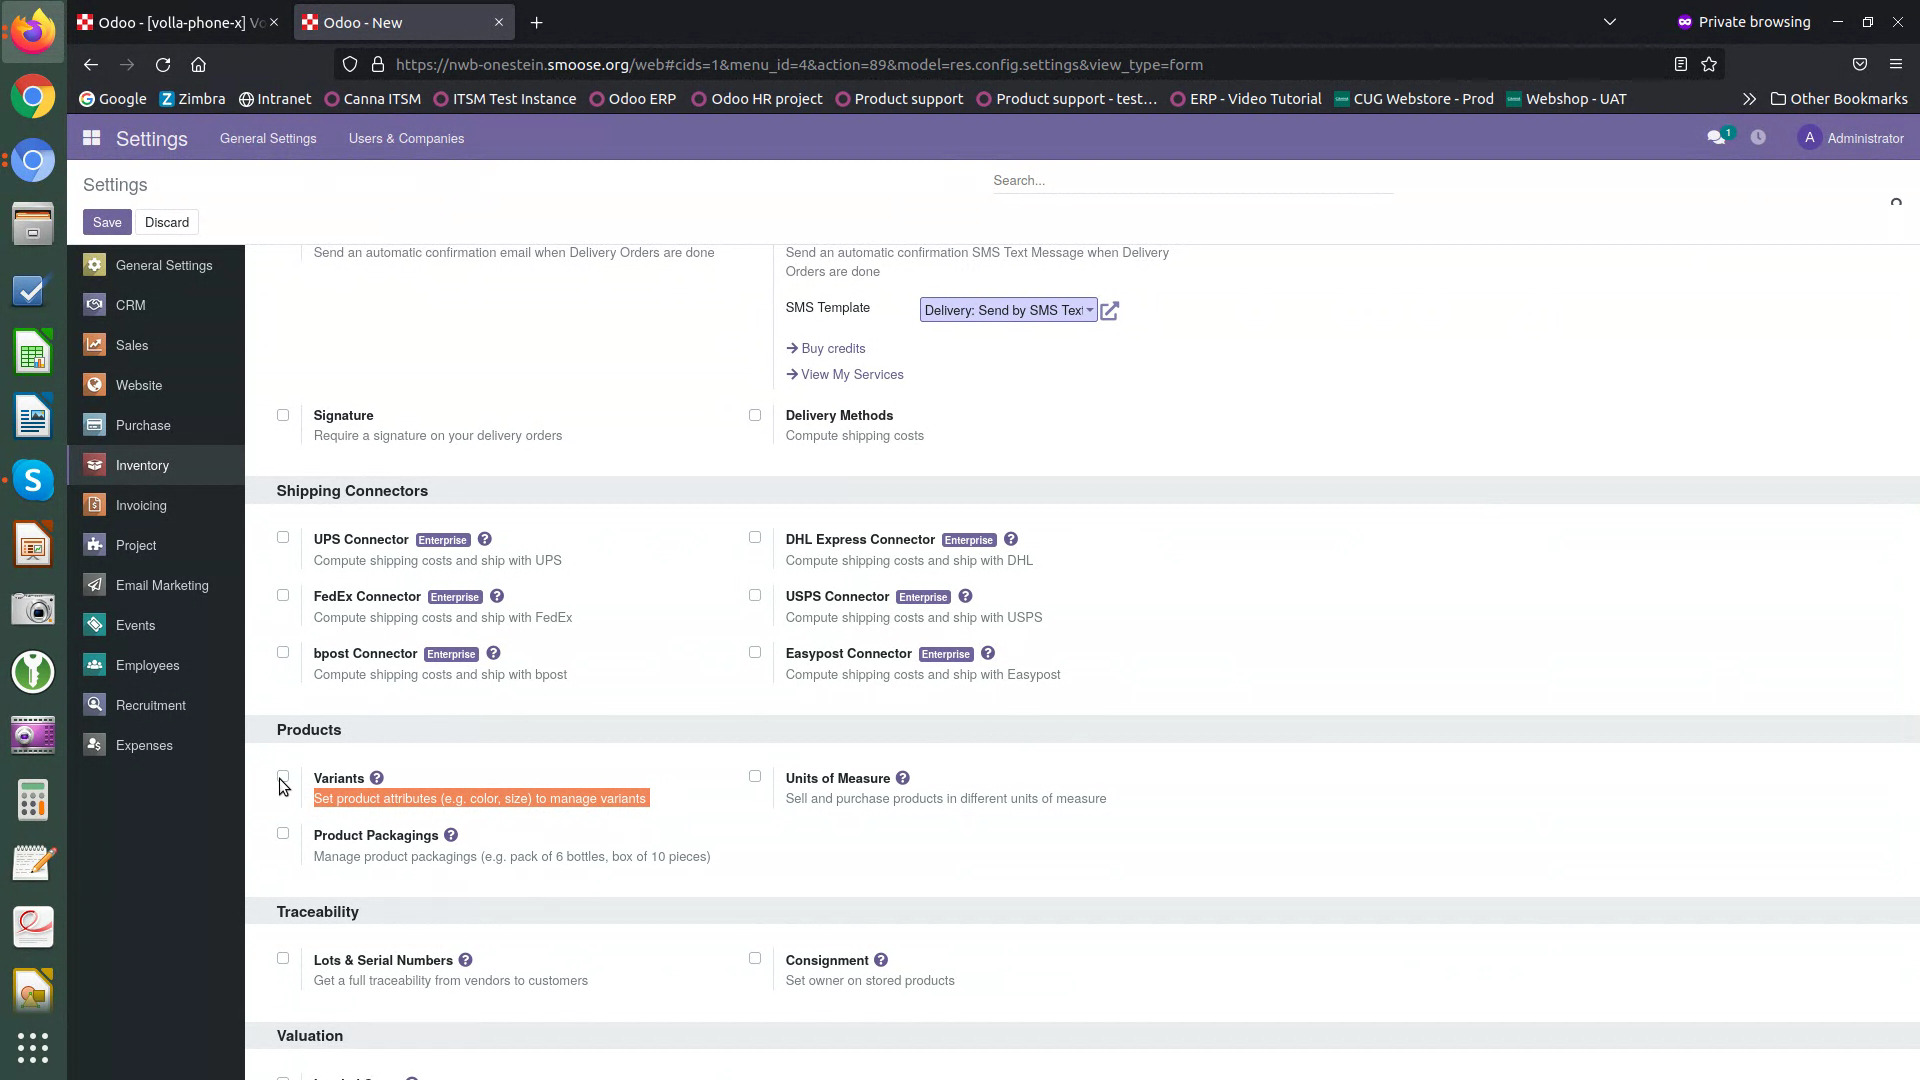 Odoo - [volla-phone-x] Vo
Odoo - New
Private browsing
https://nwb-onestein.smoose.org/web#cids=1&menu_id=4&action=89&model=res.config.settings&view_type=form
Google
Zimbra
Intranet
Canna ITSM
ITSM Test Instance
Odoo ERP
Odoo HR project
Product support
Product support - test…
ERP - Video Tutorial
CUG Webstore - Prod
Webshop - UAT
Other Bookmarks
Settings
General Settings
Users & Companies
1
A
Administrator
Settings
Search...
Save
Discard
General Settings
CRM
Sales
Website
Purchase
Inventory
Invoicing
Project
Email Marketing
Events
Employees
Recruitment
Expenses
Send an automatic confirmation email when Delivery Orders are done
Send an automatic confirmation SMS Text Message when Delivery
Orders are done
SMS Template
Delivery: Send by SMS Text
Buy credits
View My Services
Signature
Require a signature on your delivery orders
Delivery Methods
Compute shipping costs
Shipping Connectors
UPS Connector Enterprise ?
Compute shipping costs and ship with UPS
DHL Express Connector Enterprise ?
Compute shipping costs and ship with DHL
FedEx Connector Enterprise ?
Compute shipping costs and ship with FedEx
USPS Connector Enterprise ?
Compute shipping costs and ship with USPS
bpost Connector Enterprise ?
Compute shipping costs and ship with bpost
Easypost Connector Enterprise ?
Compute shipping costs and ship with Easypost
Products
Variants ?
Set product attributes (e.g. color, size) to manage variants
Units of Measure ?
Sell and purchase products in different units of measure
Product Packagings ?
Manage product packagings (e.g. pack of 6 bottles, box of 10 pieces)
Traceability
Lots & Serial Numbers ?
Get a full traceability from vendors to customers
Consignment ?
Set owner on stored products
Valuation